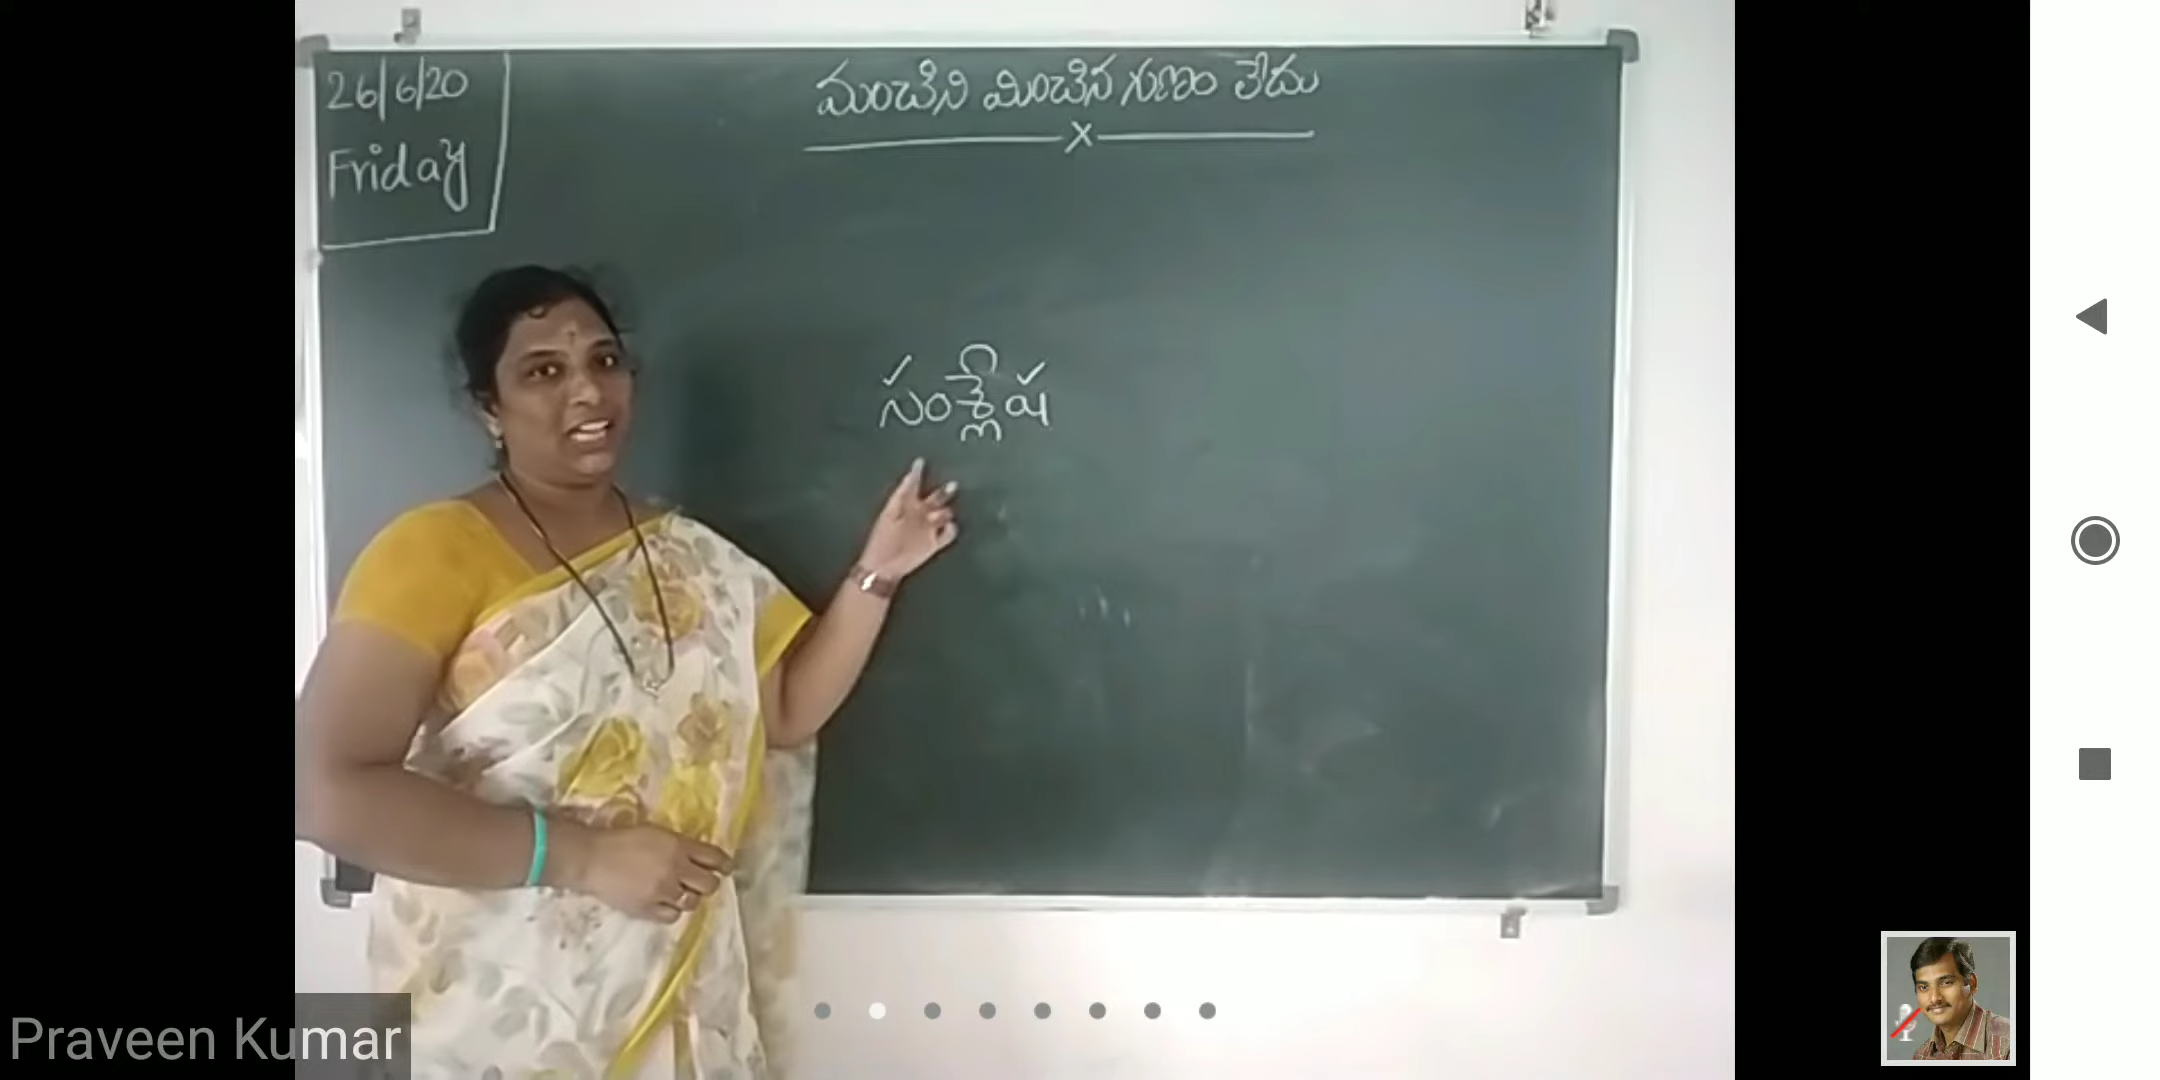 26/6/20
Friday
మంచికిని మించిన గుణం లేదు
x
సంశ్లేష
Praveen Kumar